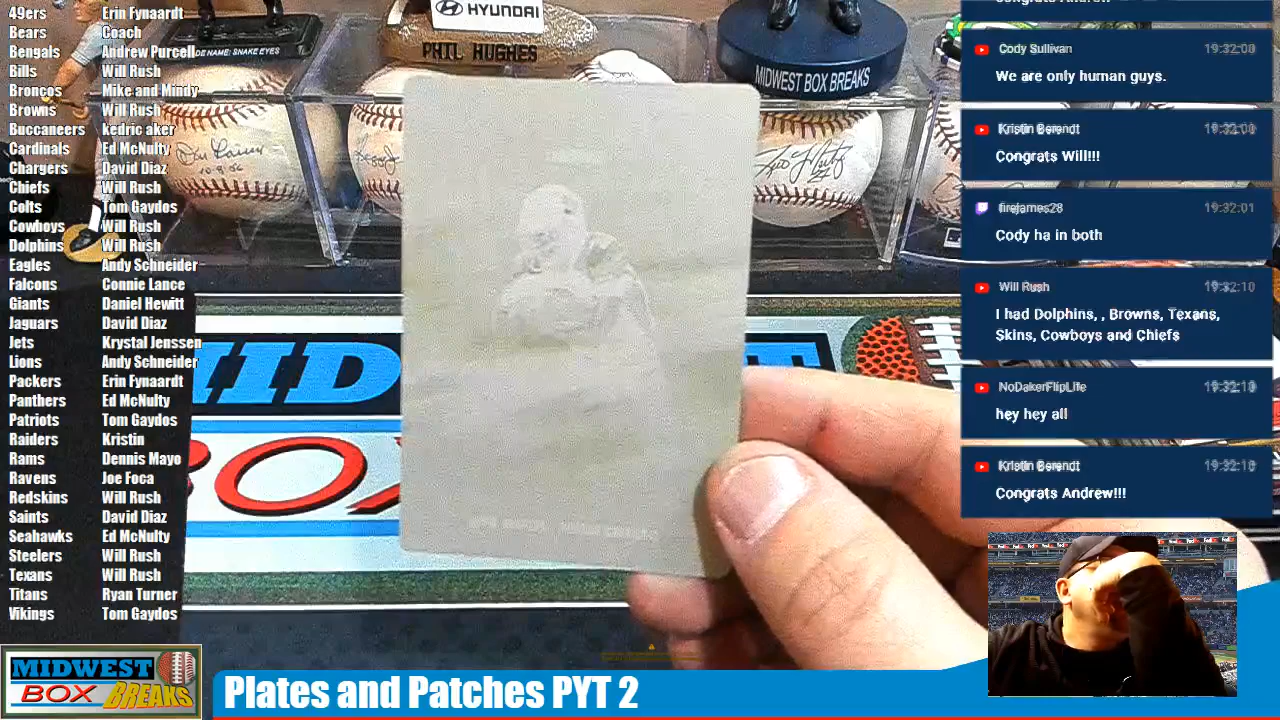 49ers Erin Fynaardt
Bears Coach
Bengals Andrew Purcell
Bills Will Rush
Broncos Mike and Mindy
Browns Will Rush
Buccaneers kedric aker
Cardinals Ed McNulty
Chargers David Diaz
Chiefs Will Rush
Colts Tom Gaydos
Cowboys Will Rush
Dolphins Will Rush
Eagles Andy Schneider
Falcons Connie Lance
Giants Daniel Hewitt
Jaguars David Diaz
Jets Krystal Jenssen
Lions Andy Schneider
Packers Erin Fynaardt
Panthers Ed McNulty
Patriots Tom Gaydos
Raiders Kristin
Rams Dennis Mayo
Ravens Joe Foca
Redskins Will Rush
Saints David Diaz
Seahawks Ed McNulty
Steelers Will Rush
Texans Will Rush
Titans Ryan Turner
Vikings Tom Gaydos
NAME: SNAKE EYES
HYUNDAI
PHIL HUGHES
MIDWEST BOX BREAKS
MID
BOX
Cody Sullivan 19:32:00
We are only human guys.
Kristin Berendt 19:32:00
Congrats Will!!!
firejames28 19:32:01
Cody ha in both
Will Rush 19:32:10
I had Dolphins, , Browns, Texans,
Skins, Cowboys and Chiefs
NoDakerFlipLife 19:32:18
hey hey all
Kristin Berendt 19:32:18
Congrats Andrew!!!
MIDWEST
BOX BREAKS
Plates and Patches PYT 2